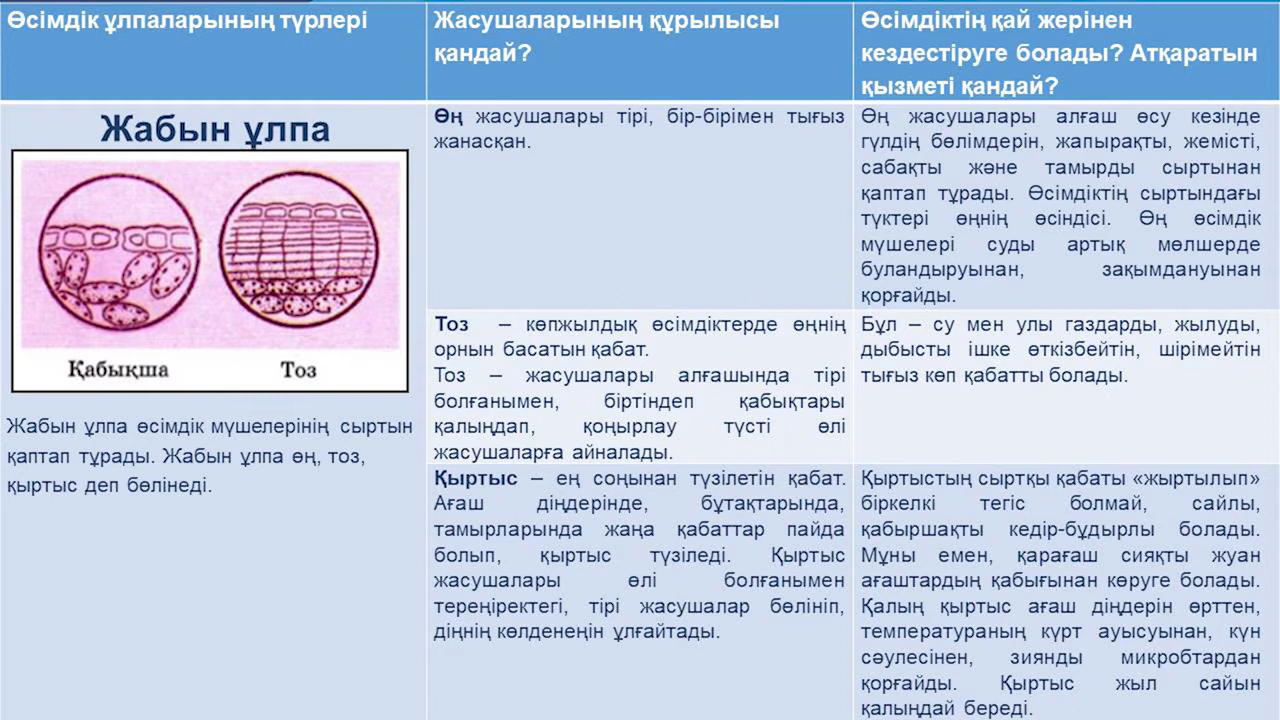 Өсімдік ұлпаларының түрлері
Жасушаларының құрылысы
қандай?
Өсімдіктің қай жерінен
кездестіруге болады? Атқаратын
қызметі қандай?
Жабын ұлпа
Қабықша
Тоз
Жабын ұлпа өсімдік мүшелерінің сыртын
қаптап тұрады. Жабын ұлпа өң, тоз,
қыртыс деп бөлінеді.
Өң жасушалары тірі, бір-бірімен тығыз
жанасқан.
Өң жасушалары алғаш өсу кезінде
гүлдің бөлімдерін, жапырақты, жемісті,
сабақты және тамырды сыртынан
қаптап тұрады. Өсімдіктің сыртындағы
түктері өңнің өсіндісі. Өң өсімдік
мүшелері суды артық мөлшерде
буландыруынан, зақымдануынан
қорғайды.
Тоз – көпжылдық өсімдіктерде өңнің
орнын басатын қабат.
Тоз – жасушалары алғашында тірі
болғанымен, біртіндеп қабықтары
қалыңдап, қоңырлау түсті өлі
жасушаларға айналады.
Бұл – су мен улы газдарды, жылуды,
дыбысты ішке өткізбейтін, шірімейтін
тығыз көп қабатты болады.
Қыртыс – ең соңынан түзілетін қабат.
Ағаш діңдерінде, бұтақтарында,
тамырларында жаңа қабаттар пайда
болып, қыртыс түзіледі. Қыртыс
жасушалары өлі болғанымен
тереңіректегі, тірі жасушалар бөлініп,
діңнің көлденеңін ұлғайтады.
Қыртыстың сыртқы қабаты «жыртылып»
біркелкі тегіс болмай, сайлы,
қабыршақты кедір-бұдырлы болады.
Мұны емен, қарағаш сияқты жуан
ағаштардың қабығынан көруге болады.
Қалың қыртыс ағаш діңдерін өрттен,
температураның күрт ауысуынан, күн
сәулесінен, зиянды микробтардан
қорғайды. Қыртыс жыл сайын
қалыңдай береді.